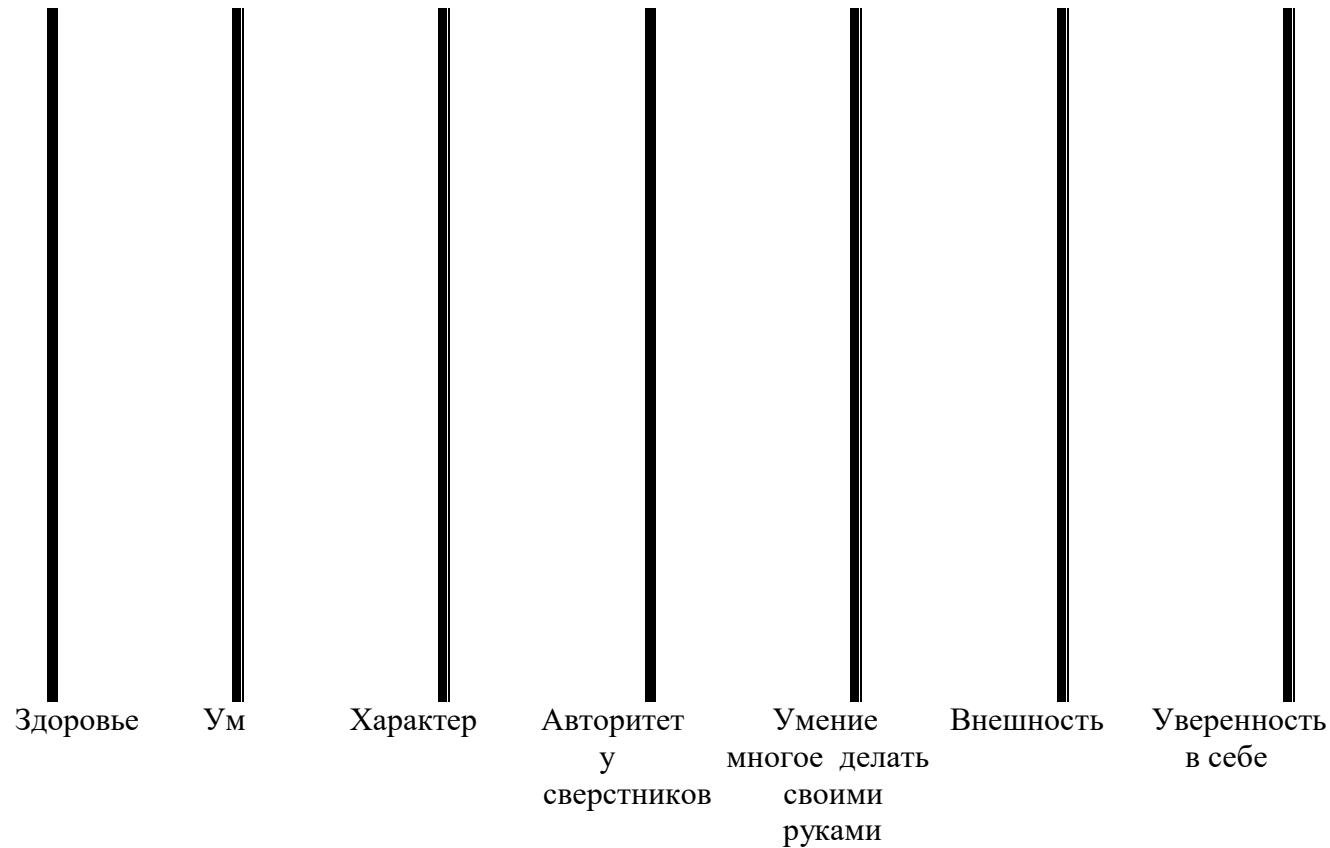 Здоровье Ум Характер Авторитет Умение Внешность Уверенность
у многое делать в себе
сверстников своими
руками